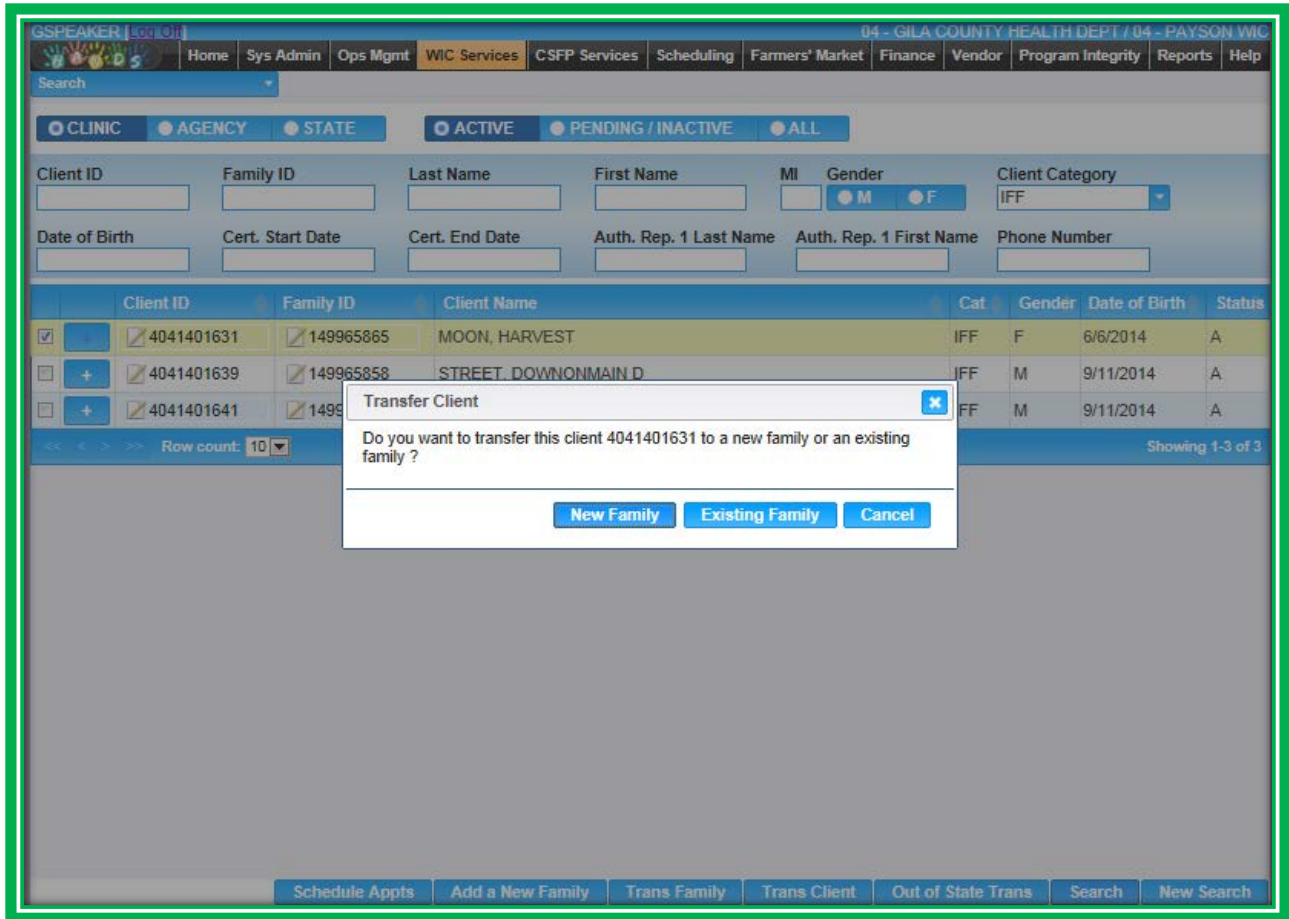 GSPEAKER [Log Off] 04 - GILA COUNTY HEALTH DEPT / 04 - PAYSON WIC
HANDS Home Sys Admin Ops Mgmt WIC Services CSFP Services Scheduling Farmers' Market Finance Vendor Program Integrity Reports Help
Search
CLINIC AGENCY STATE ACTIVE PENDING / INACTIVE ALL
Client ID Family ID Last Name First Name MI Gender Client Category
M F IFF
Date of Birth Cert. Start Date Cert. End Date Auth. Rep. 1 Last Name Auth. Rep. 1 First Name Phone Number
Client ID Family ID Client Name Cat Gender Date of Birth Status
4041401631 149965865 MOON, HARVEST IFF F 6/6/2014 A
+ 4041401639 149965858 STREET, DOWNONMAIN D IFF M 9/11/2014 A
+ 4041401641 1499 FF M 9/11/2014 A
Transfer Client
Do you want to transfer this client 4041401631 to a new family or an existing
family ?
New Family Existing Family Cancel
<< < > >> Row count: 10 Showing 1-3 of 3
Schedule Appts Add a New Family Trans Family Trans Client Out of State Trans Search New Search